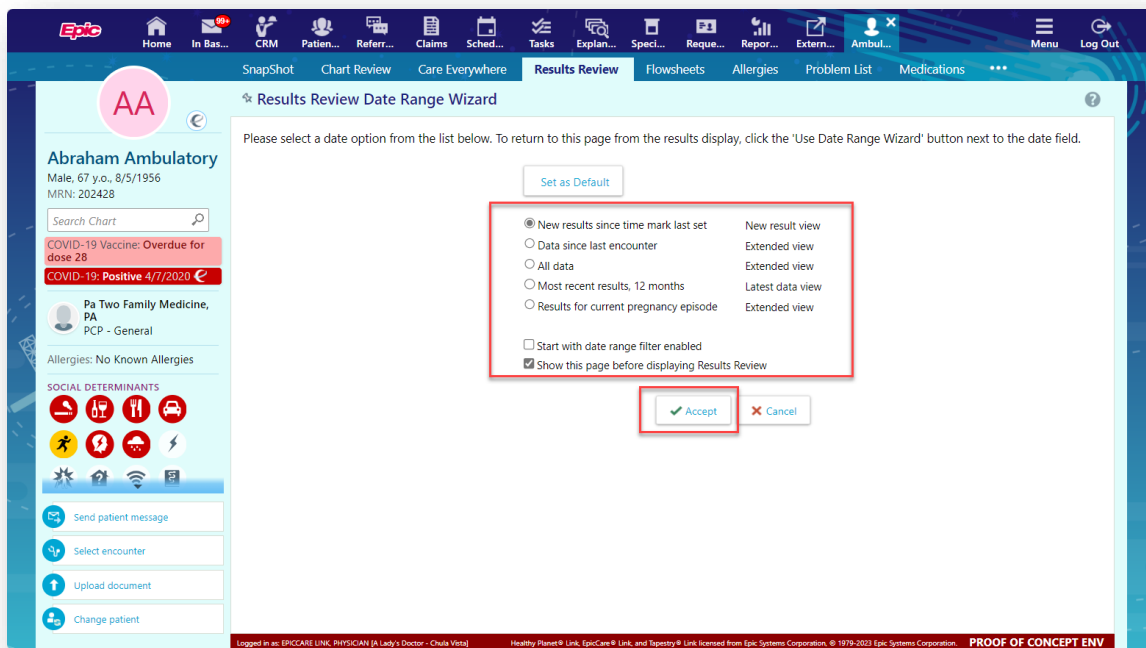 Epic
Home
99+
In Bas...
CRM
Patien...
Referr...
Claims
Sched...
Tasks
Explan...
Speci...
Reque...
Repor...
Extern...
Ambul...
Menu
Log Out
SnapShot Chart Review Care Everywhere Results Review Flowsheets Allergies Problem List Medications
AA
Abraham Ambulatory
Male, 67 y.o., 8/5/1956
MRN: 202428
Search Chart
COVID-19 Vaccine: Overdue for
dose 28
COVID-19: Positive 4/7/2020
Pa Two Family Medicine,
PA
PCP - General
Allergies: No Known Allergies
SOCIAL DETERMINANTS
Send patient message
Select encounter
Upload document
Change patient
Results Review Date Range Wizard
?
Please select a date option from the list below. To return to this page from the results display, click the 'Use Date Range Wizard' button next to the date field.
Set as Default
New results since time mark last set New result view
Data since last encounter Extended view
All data Extended view
Most recent results, 12 months Latest data view
Results for current pregnancy episode Extended view
Start with date range filter enabled
Show this page before displaying Results Review
Accept
Cancel
Logged in as: EPICCARE LINK, PHYSICIAN [A Lady's Doctor - Chula Vista] Healthy Planet® Link, EpicCare® Link, and Tapestry® Link licensed from Epic Systems Corporation, © 1979-2023 Epic Systems Corporation. PROOF OF CONCEPT ENV